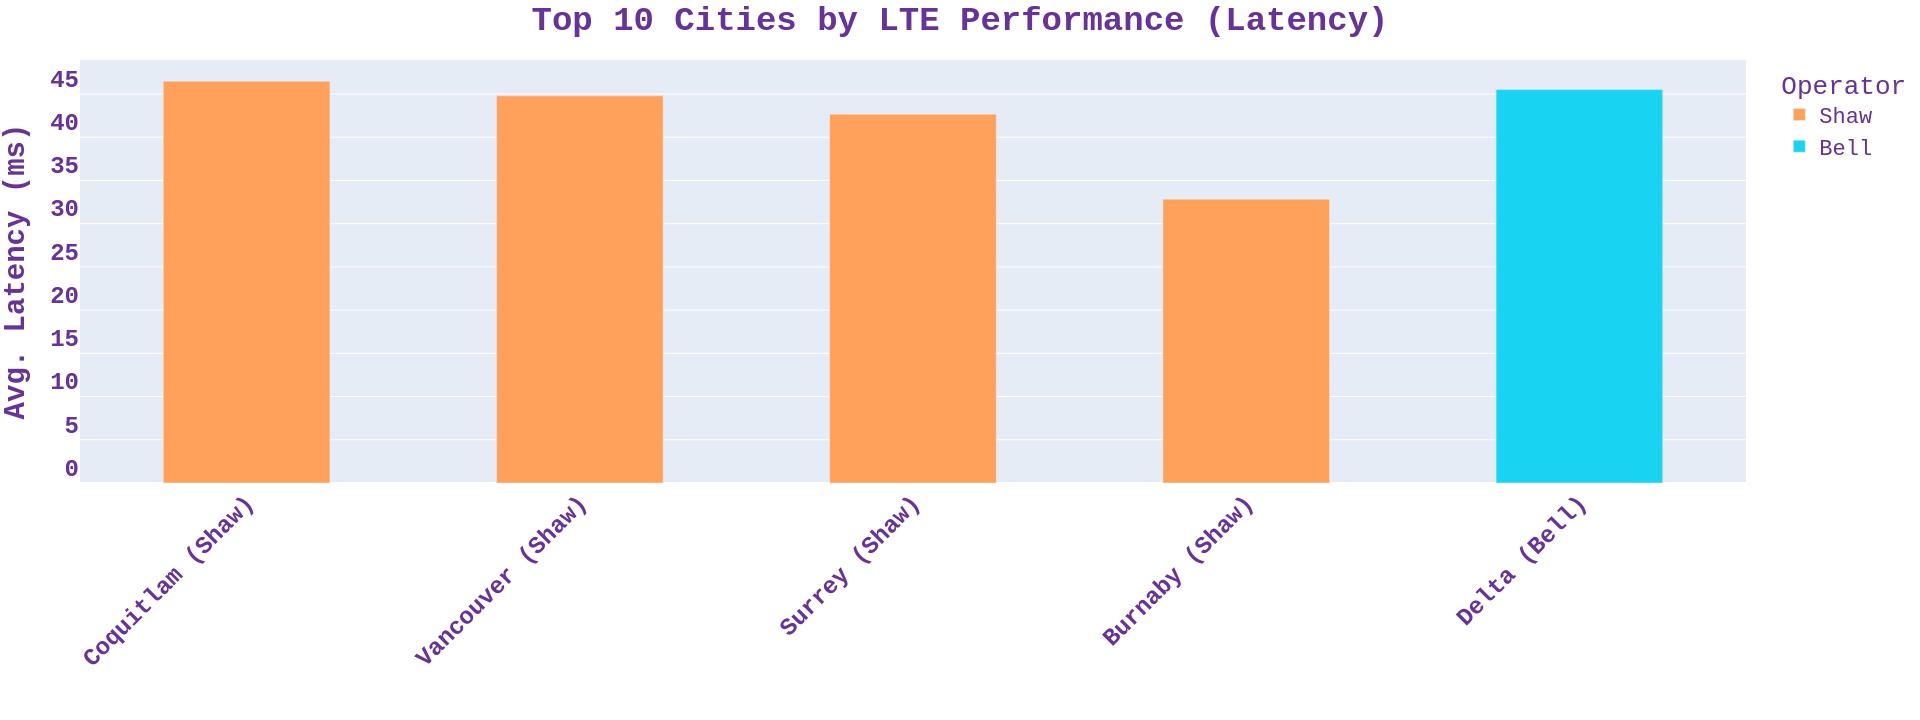 Top 10 Cities by LTE Performance (Latency)
Avg. Latency (ms)
45
40
35
30
25
20
15
10
5
0
Coquitlam (Shaw)
Vancouver (Shaw)
Surrey (Shaw)
Burnaby (Shaw)
Delta (Bell)
Operator
Shaw
Bell